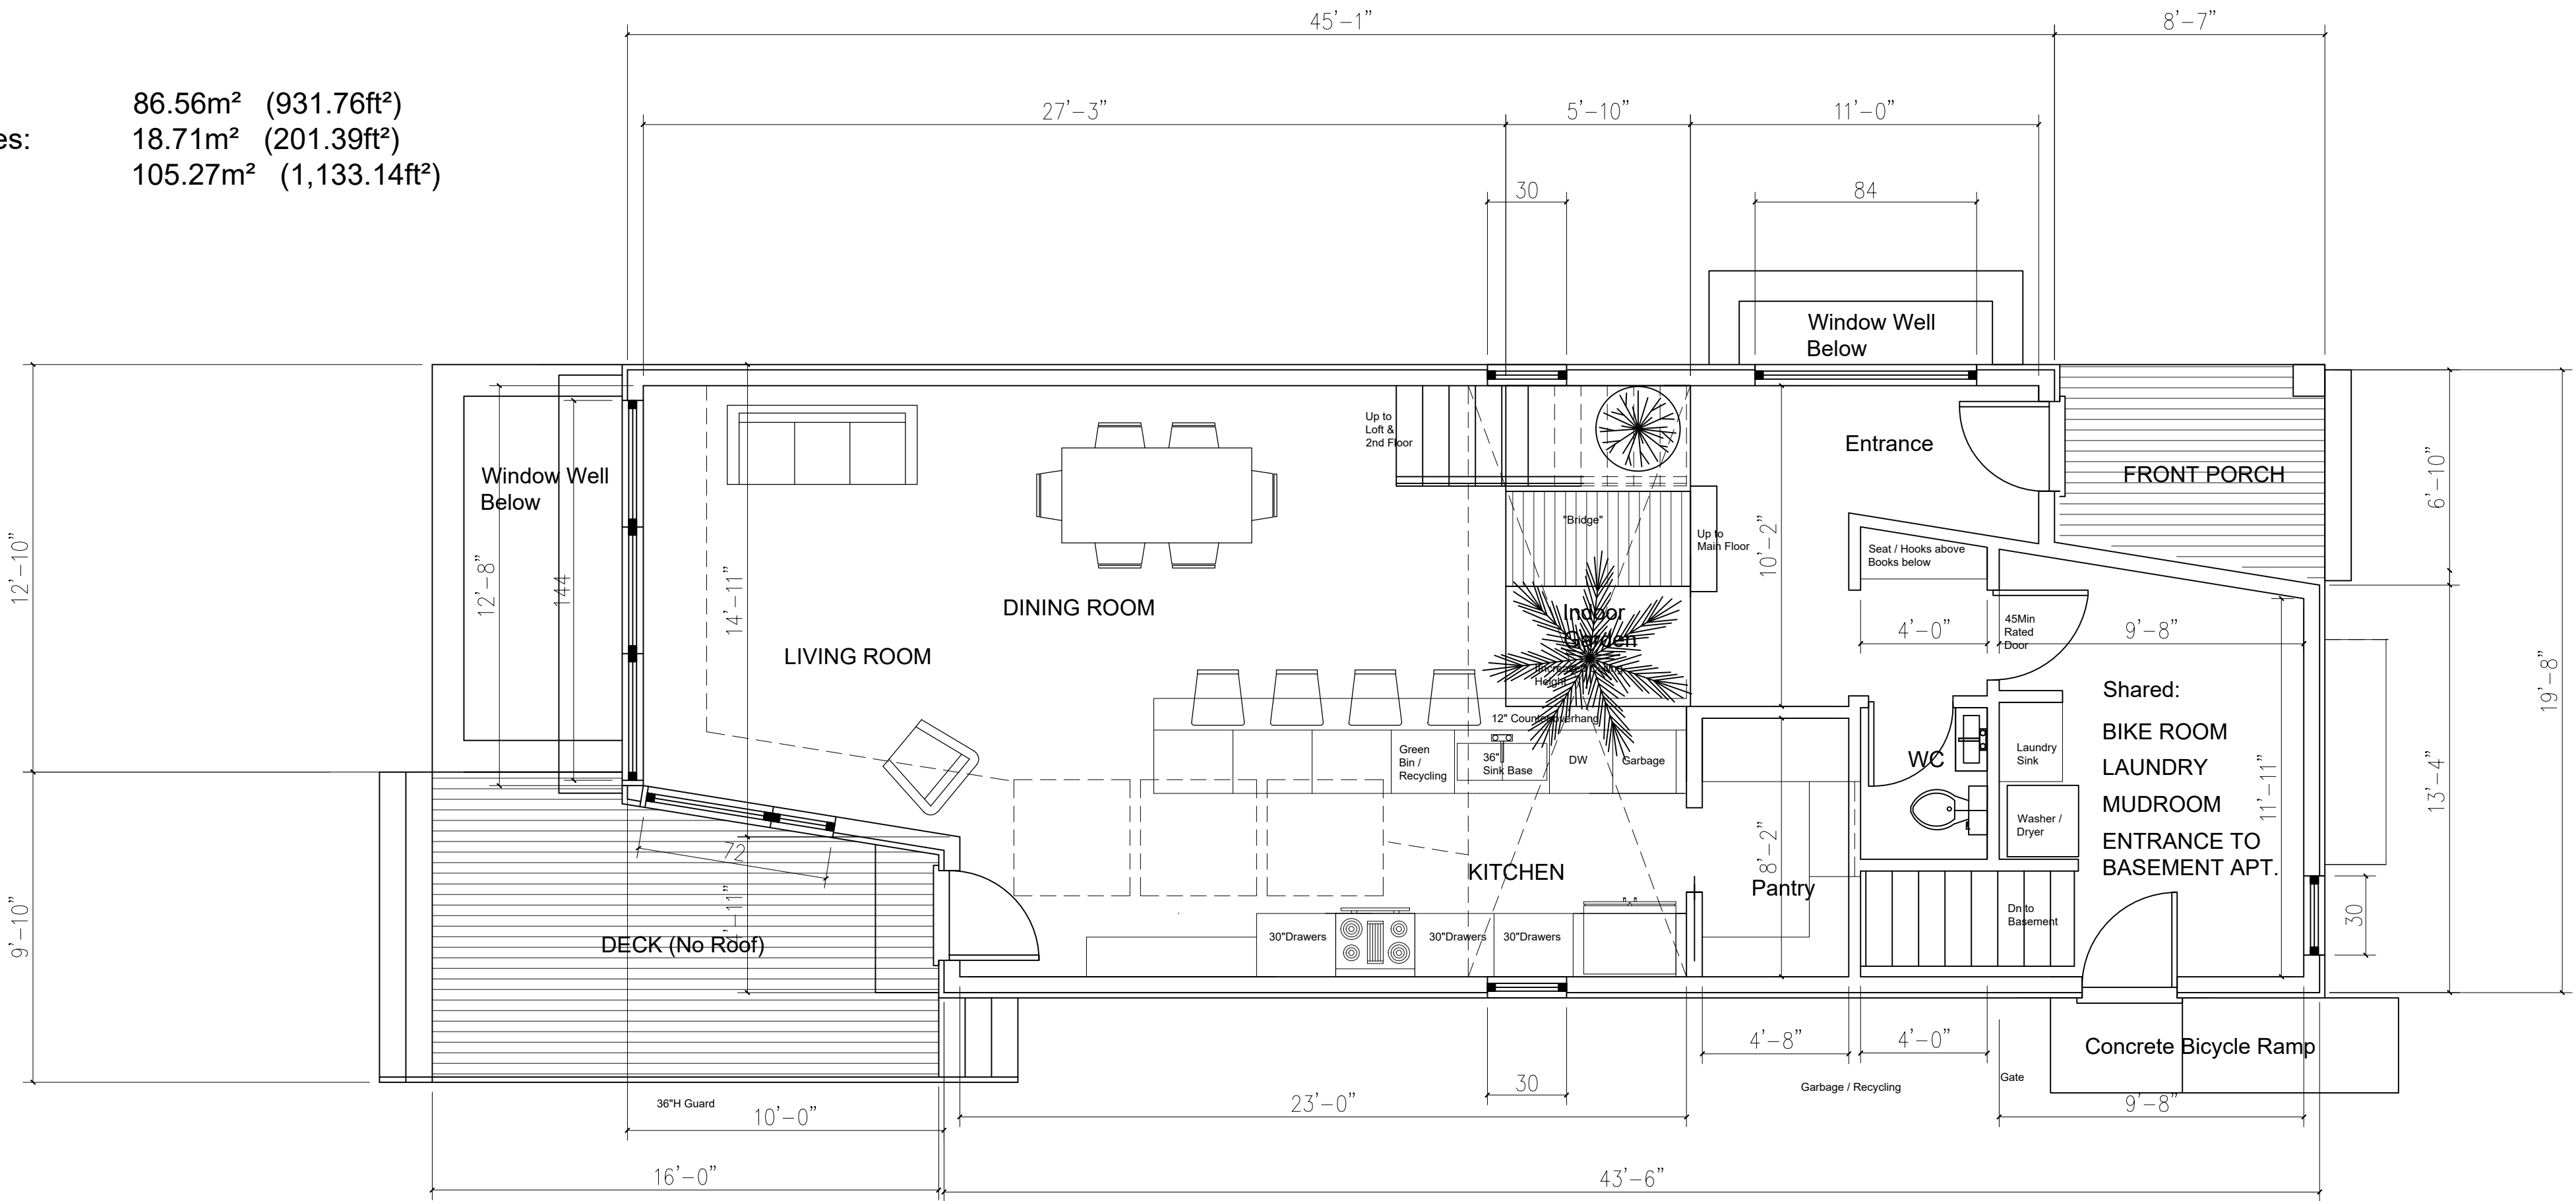 45'-1"
8'-7"
86.56m² (931.76ft²)
es: 18.71m² (201.39ft²)
105.27m² (1,133.14ft²)
27'-3"
5'-10"
11'-0"
30
84
Window Well
Below
Up to
Loft &
2nd Floor
Entrance
FRONT PORCH
Window Well
Below
"Bridge"
Up to
Main Floor
10'-2"
Seat / Hooks above
Books below
6'-10"
12'-10"
12'-8"
144
14'-11"
DINING ROOM
LIVING ROOM
Indoor
Garden
Height
4'-0"
45Min
Rated
Door
9'-8"
19'-8"
Shared:
BIKE ROOM
LAUNDRY
MUDROOM
ENTRANCE TO
BASEMENT APT.
12" Counter overhang
Green
Bin /
Recycling
36"
Sink Base
DW
Garbage
WC
Laundry
Sink
11'-11"
13'-4"
Washer /
Dryer
72
8'-2"
KITCHEN
Pantry
9'-10"
4'-11"
DECK (No Roof)
30"Drawers
30"Drawers
30"Drawers
Dn to
Basement
30
4'-8"
4'-0"
Concrete Bicycle Ramp
Gate
Garbage / Recycling
30
36"H Guard
10'-0"
23'-0"
9'-8"
16'-0"
43'-6"